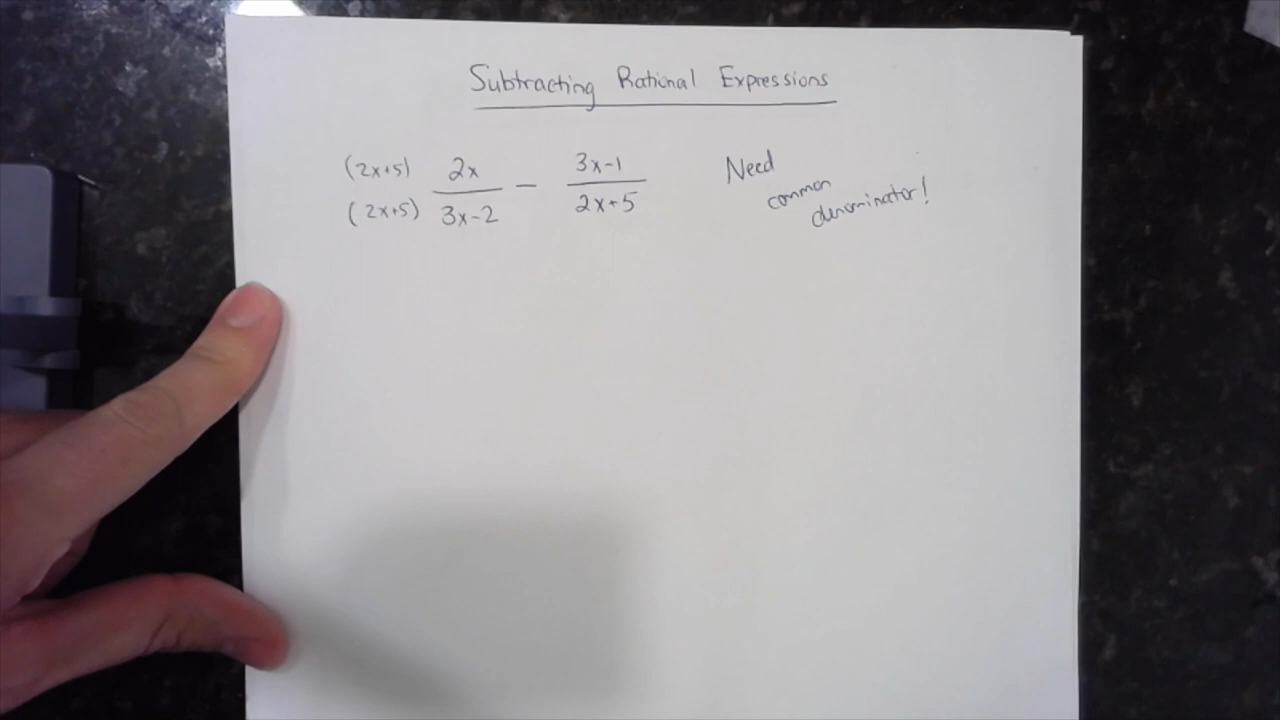 Subtracting Rational Expressions
(2x+5) 2x — 3x-1 Need
(2x+5) 3x-2 2x+5 common
denominator!